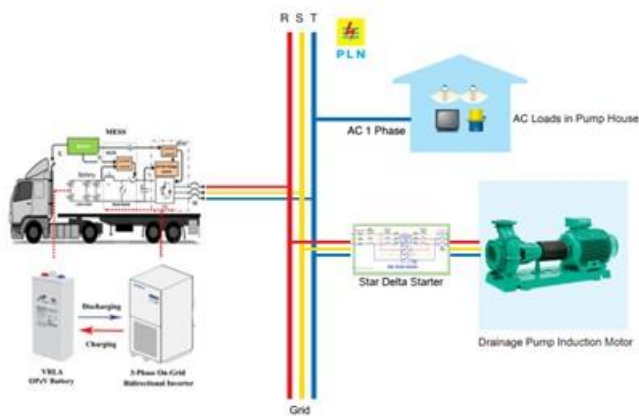 R S T
PLN
MESS
Battery
AC 1 Phase
AC Loads in Pump House
Star Delta Starter
Discharging
Charging
VRLA
OPzV Battery
3-Phase On-Grid
Bidirectional Inverter
Drainage Pump Induction Motor
Grid